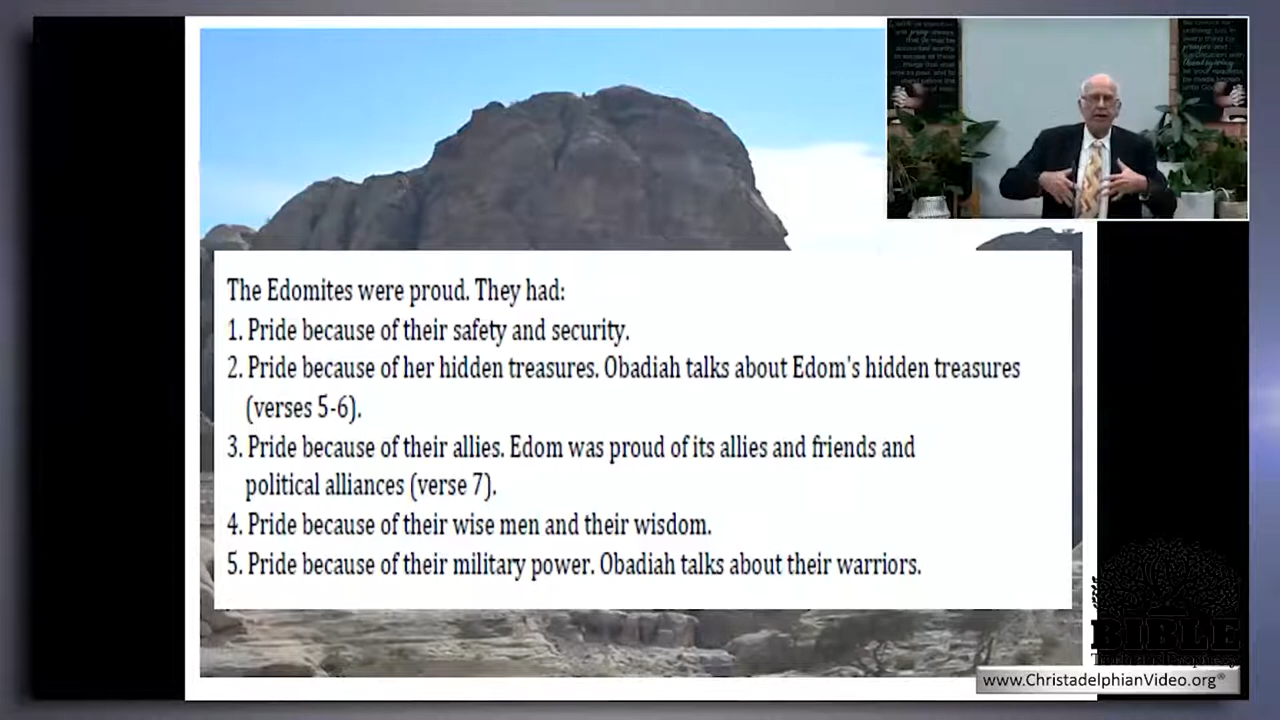 The Edomites were proud. They had:
1. Pride because of their safety and security.
2. Pride because of her hidden treasures. Obadiah talks about Edom's hidden treasures
(verses 5-6).
3. Pride because of their allies. Edom was proud of its allies and friends and
political alliances (verse 7).
4. Pride because of their wise men and their wisdom.
5. Pride because of their military power. Obadiah talks about their warriors.
BIBLE
www.ChristadelphianVideo.org®